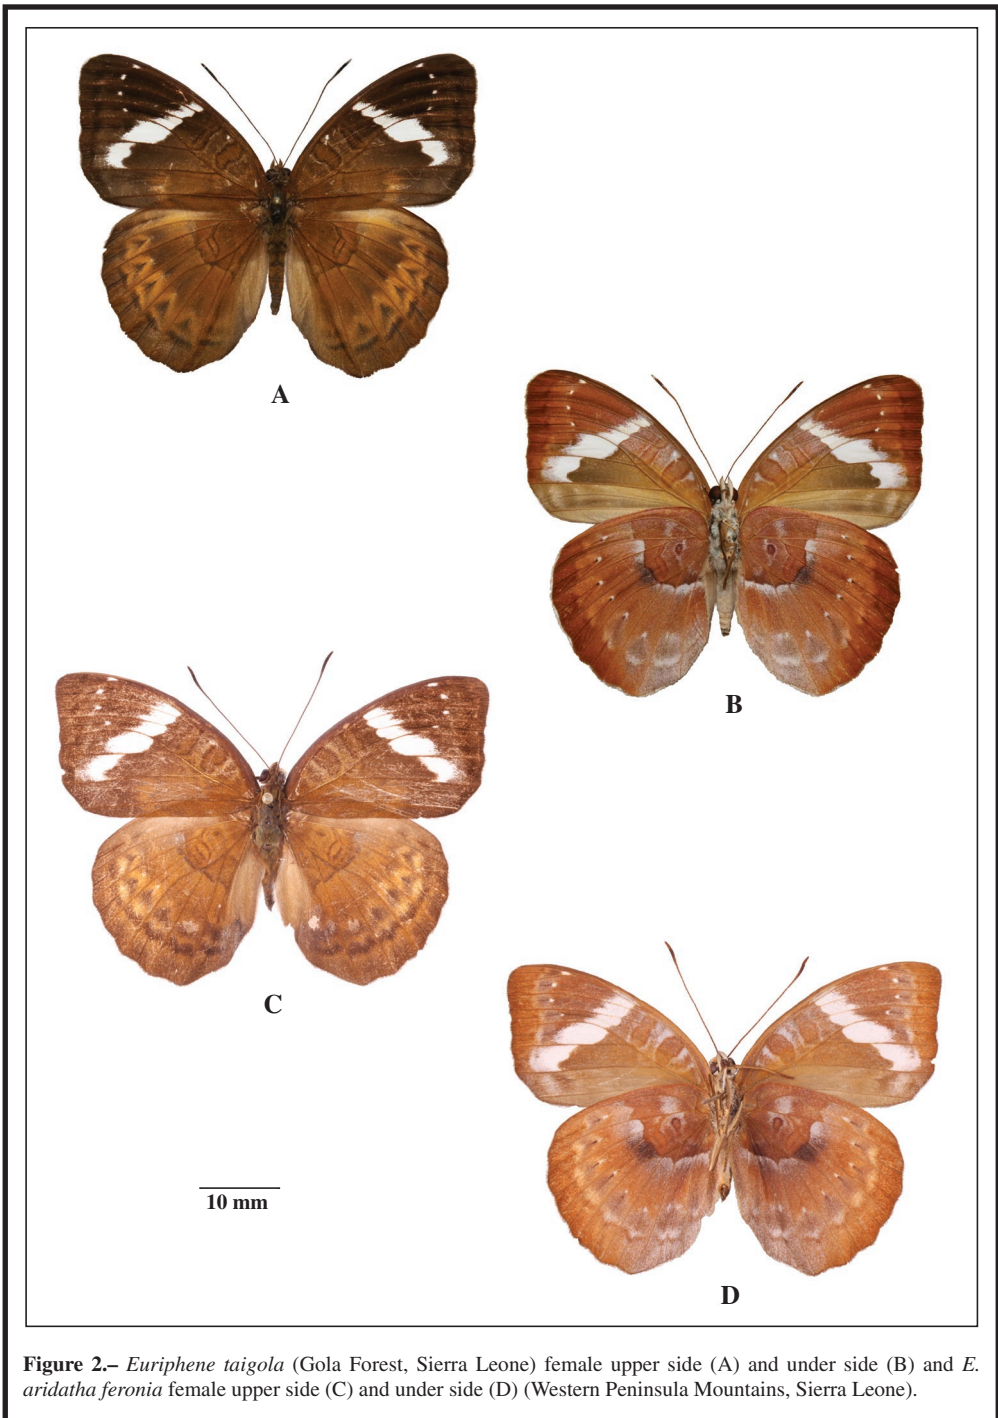 A
B
C
10 mm
D
Figure 2.– Euriphene taigola (Gola Forest, Sierra Leone) female upper side (A) and under side (B) and E.
aridatha feronia female upper side (C) and under side (D) (Western Peninsula Mountains, Sierra Leone).